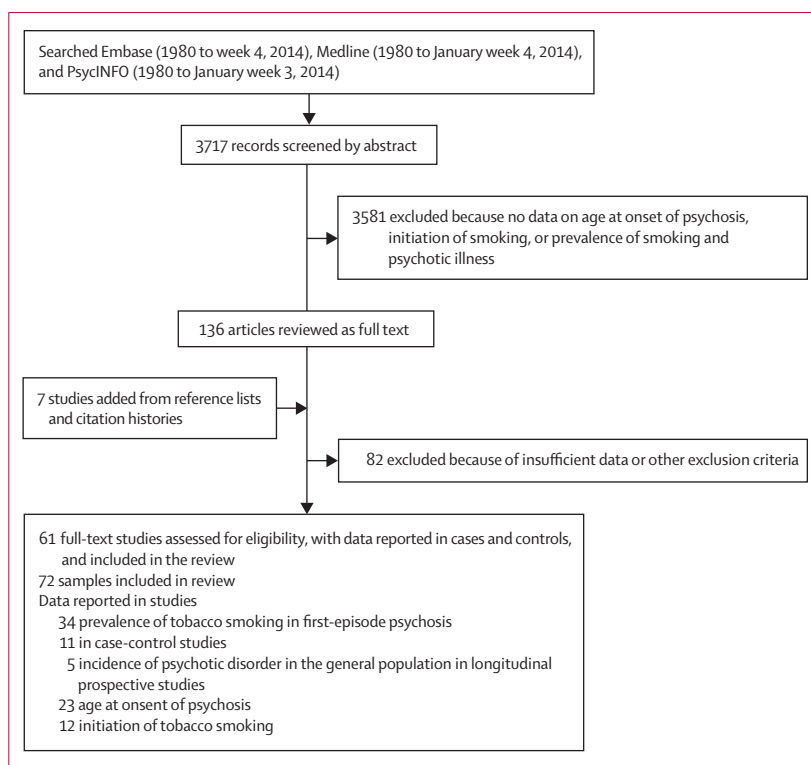 Searched Embase (1980 to week 4, 2014), Medline (1980 to January week 4, 2014),
and PsycINFO (1980 to January week 3, 2014)
3717 records screened by abstract
3581 excluded because no data on age at onset of psychosis,
initiation of smoking, or prevalence of smoking and
psychotic illness
136 articles reviewed as full text
7 studies added from reference lists
and citation histories
82 excluded because of insufficient data or other exclusion criteria
61 full-text studies assessed for eligibility, with data reported in cases and controls,
and included in the review
72 samples included in review
Data reported in studies
34 prevalence of tobacco smoking in first-episode psychosis
11 in case-control studies
5 incidence of psychotic disorder in the general population in longitudinal
prospective studies
23 age at onsent of psychosis
12 initiation of tobacco smoking